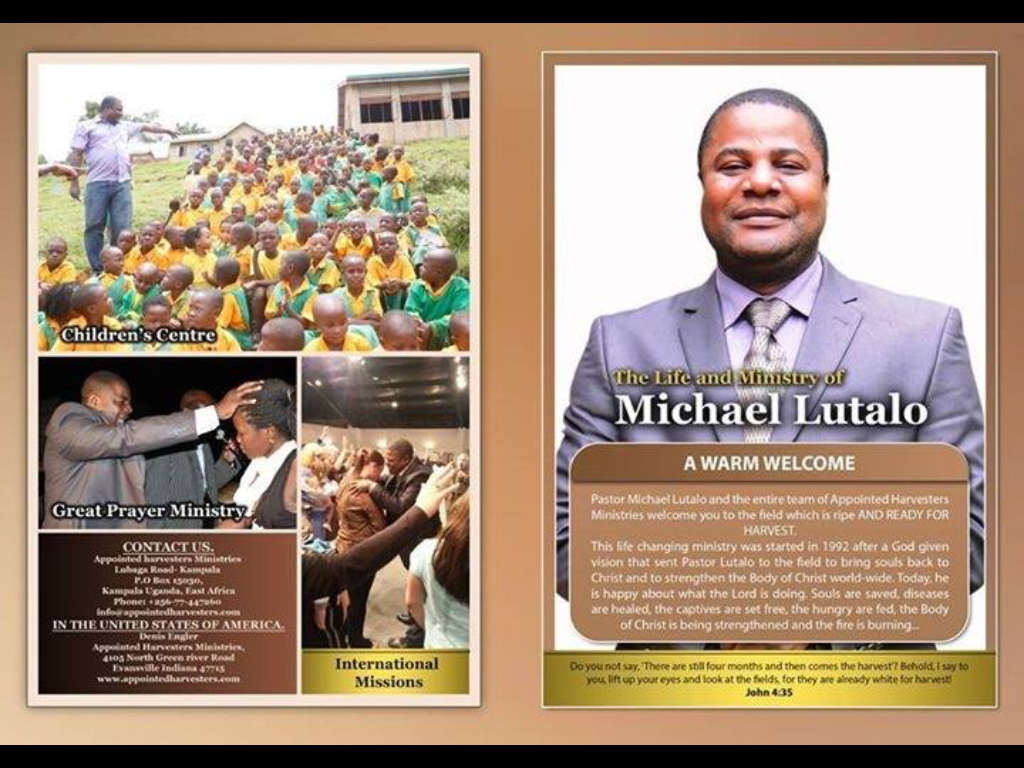 Children's Centre
Great Prayer Ministry
CONTACT US.
Appointed harvesters Ministries
Lubaga Road- Kampala
P.O Box 15030,
Kampala Uganda, East Africa
Phone: +256-77-447260
info@appointedharvesters.com
IN THE UNITED STATES OF AMERICA.
Denis Engler
Appointed Harvesters Ministries,
4105 North Green river Road
Evansville Indiana 47715
www.appointedharvesters.com
International
Missions
The Life and Ministry of
Michael Lutalo
A WARM WELCOME
Pastor Michael Lutalo and the entire team of Appointed Harvesters
Ministries welcome you to the field which is ripe AND READY FOR
HARVEST.
This life changing ministry was started in 1992 after a God given
vision that sent Pastor Lutalo to the field to bring souls back to
Christ and to strengthen the Body of Christ world-wide. Today, he
is happy about what the Lord is doing. Souls are saved, diseases
are healed, the captives are set free, the hungry are fed, the Body
of Christ is being strengthened and the fire is burning...
Do you not say, 'There are still four months and then comes the harvest'? Behold, I say to
you, lift up your eyes and look at the fields, for they are already white for harvest!
John 4:35